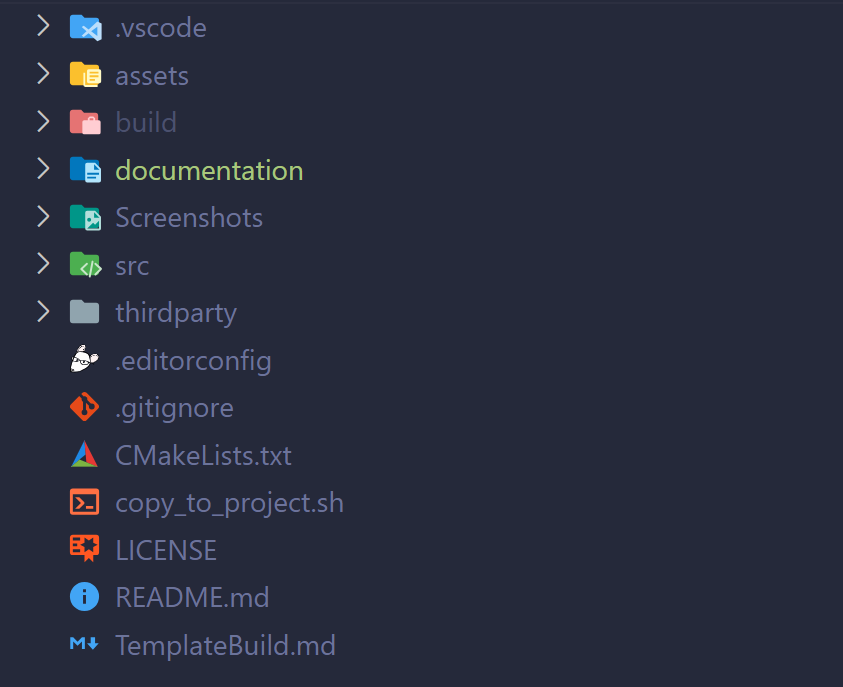 .vscode
assets
build
documentation
Screenshots
src
thirdparty
.editorconfig
.gitignore
CMakeLists.txt
copy_to_project.sh
LICENSE
README.md
TemplateBuild.md